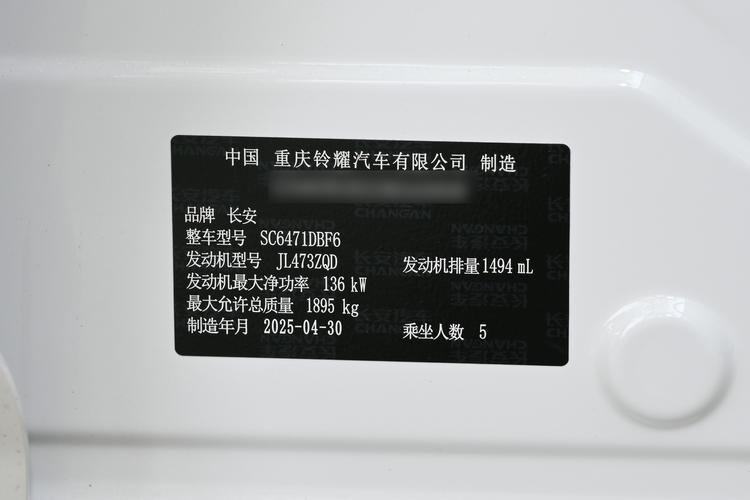 中国 重庆铃耀汽车有限公司 制造
品牌 长安
整车型号 SC6471DBF6
发动机型号 JL473ZQD 发动机排量1494 mL
发动机最大净功率 136 kW
最大允许总质量 1895 kg
制造年月 2025-04-30 乘坐人数 5